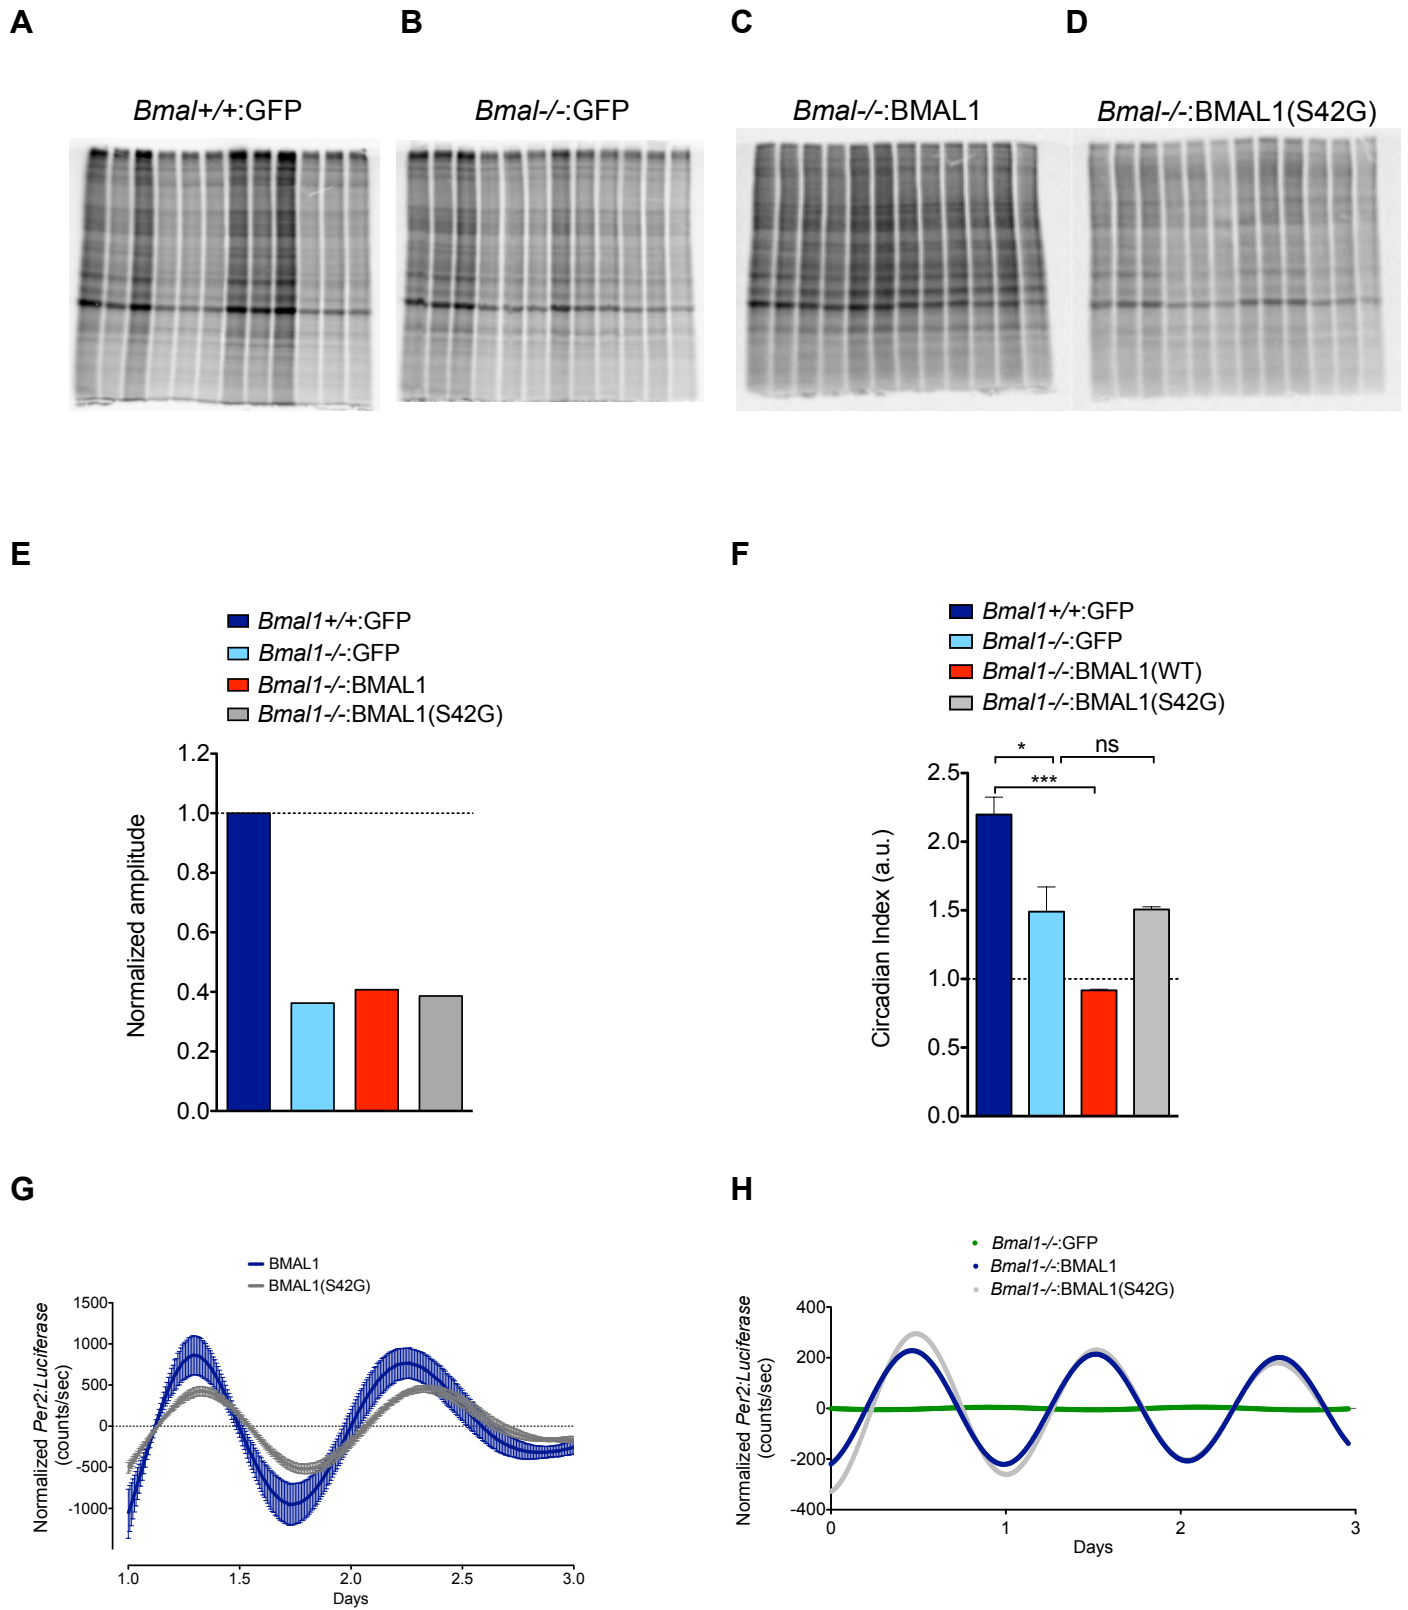 A
B
C
D
Bmal+/+:GFP
Bmal-/-:GFP
Bmal-/-:BMAL1
Bmal-/-:BMAL1(S42G)
E
Bmal1+/+:GFP
Bmal1-/-:GFP
Bmal1-/-:BMAL1
Bmal1-/-:BMAL1(S42G)
Normalized amplitude
1.2
1.0
0.8
0.6
0.4
0.2
0.0
F
Bmal1+/+:GFP
Bmal1-/-:GFP
Bmal1-/-:BMAL1(WT)
Bmal1-/-:BMAL1(S42G)
* ns
***
Circadian Index (a.u.)
2.5
2.0
1.5
1.0
0.5
0.0
G
BMAL1
BMAL1(S42G)
Normalized Per2:Luciferase
(counts/sec)
1500
1000
500
0
-500
-1000
1.0 1.5 2.0 2.5 3.0
Days
H
Bmal1-/-:GFP
Bmal1-/-:BMAL1
Bmal1-/-:BMAL1(S42G)
Normalized Per2:Luciferase
(counts/sec)
400
200
0
-200
-400
0 1 2 3
Days